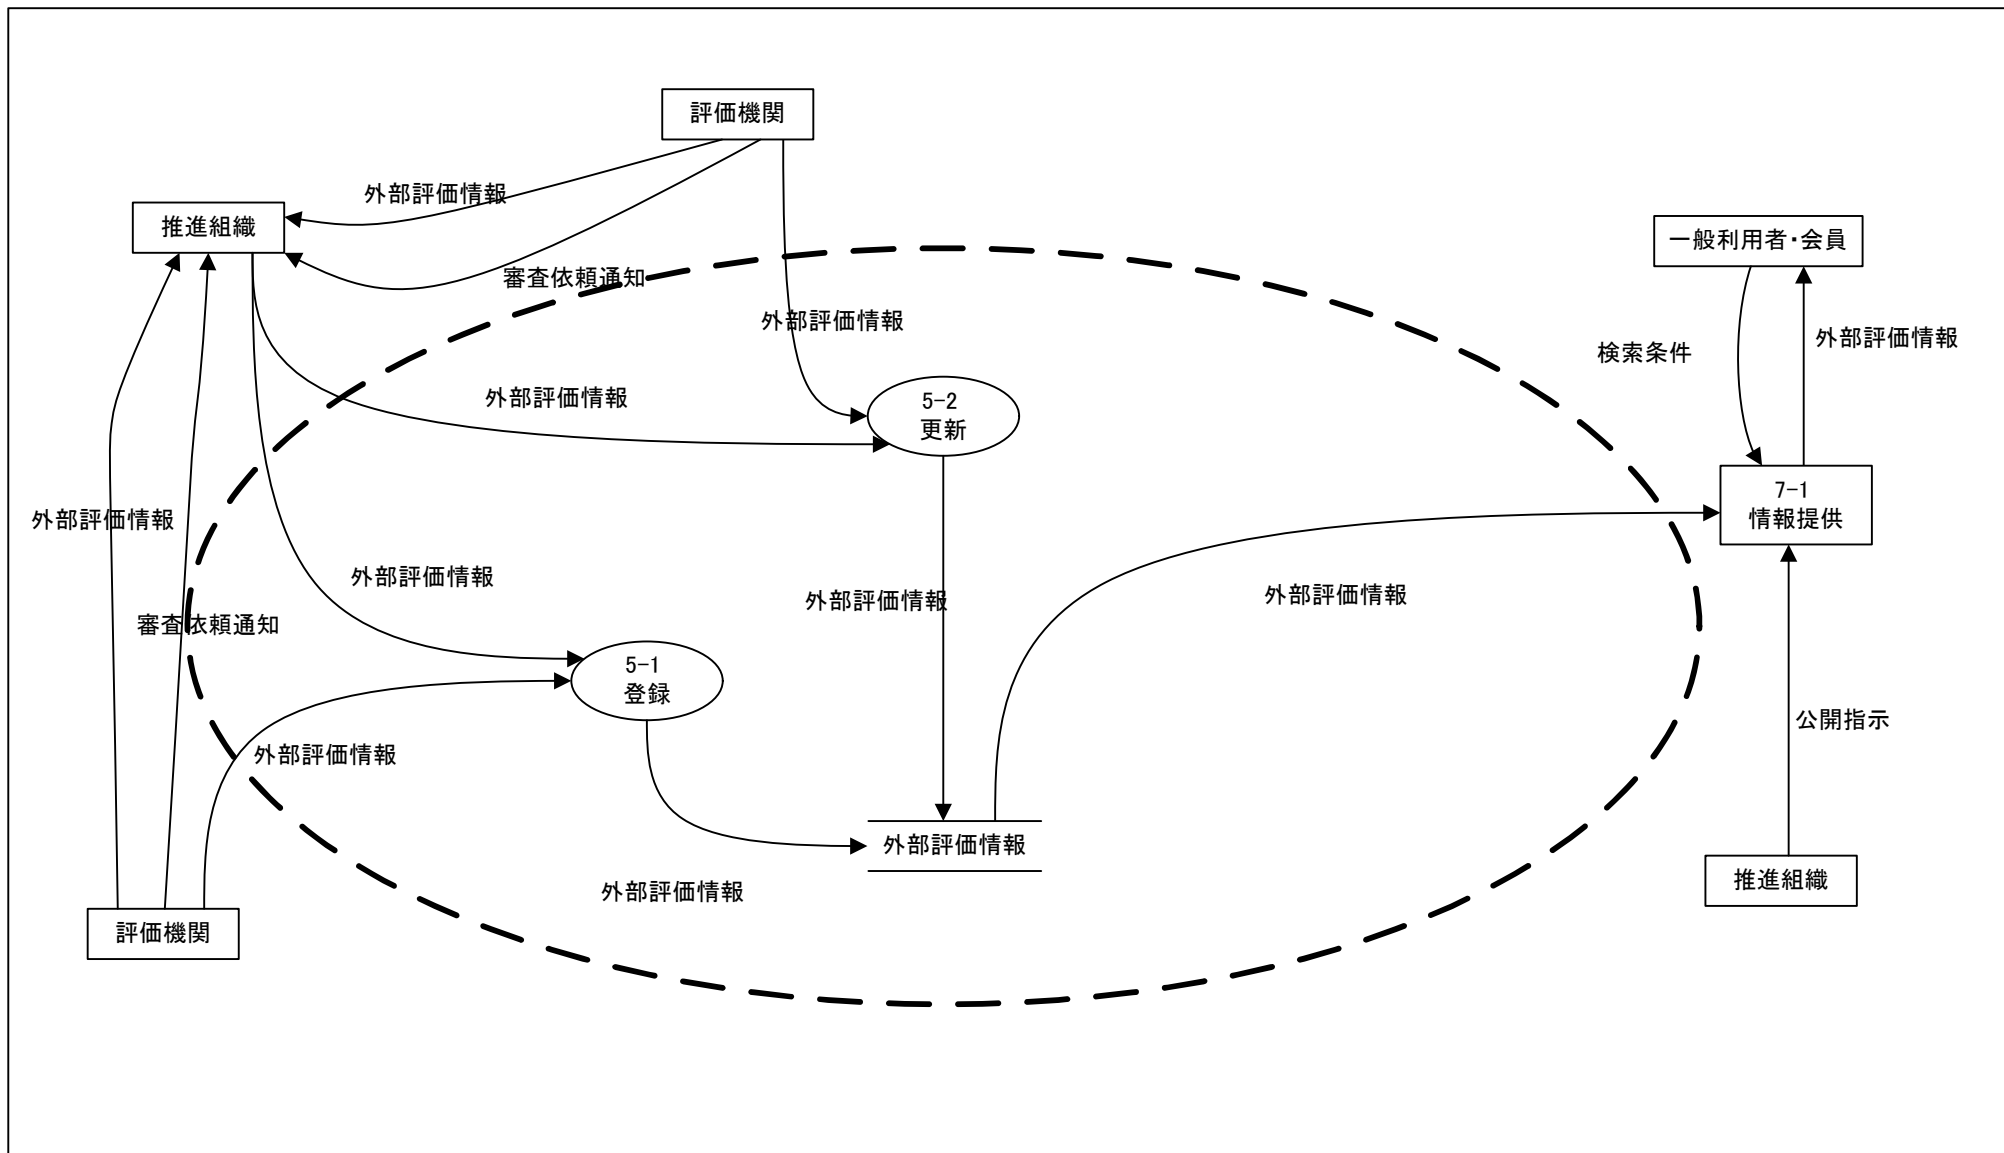 評価機関
外部評価情報
推進組織
一般利用者・会員
審査依頼通知
外部評価情報
外部評価情報
検索条件
外部評価情報
5-2
更新
7-1
情報提供
外部評価情報
外部評価情報
外部評価情報
外部評価情報
審査依頼通知
5-1
登録
公開指示
外部評価情報
外部評価情報
推進組織
外部評価情報
評価機関